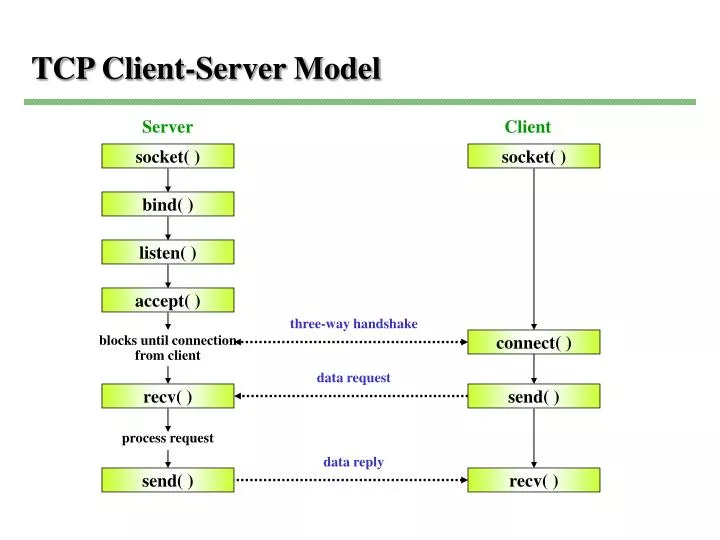 TCP Client-Server Model
Server
Client
socket( )
socket( )
bind( )
listen( )
accept( )
three-way handshake
blocks until connection
from client
connect( )
data request
recv( )
send( )
process request
data reply
send( )
recv( )